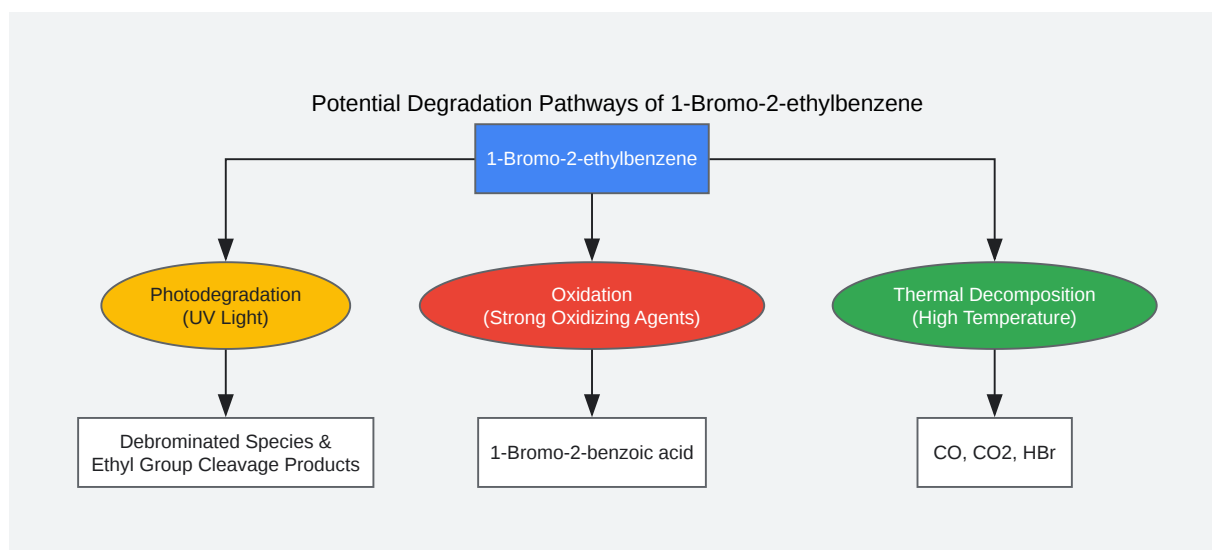 Potential Degradation Pathways of 1-Bromo-2-ethylbenzene
1-Bromo-2-ethylbenzene
Photodegradation
(UV Light)
Oxidation
(Strong Oxidizing Agents)
Thermal Decomposition
(High Temperature)
Debrominated Species &
Ethyl Group Cleavage Products
1-Bromo-2-benzoic acid
CO, CO2, HBr